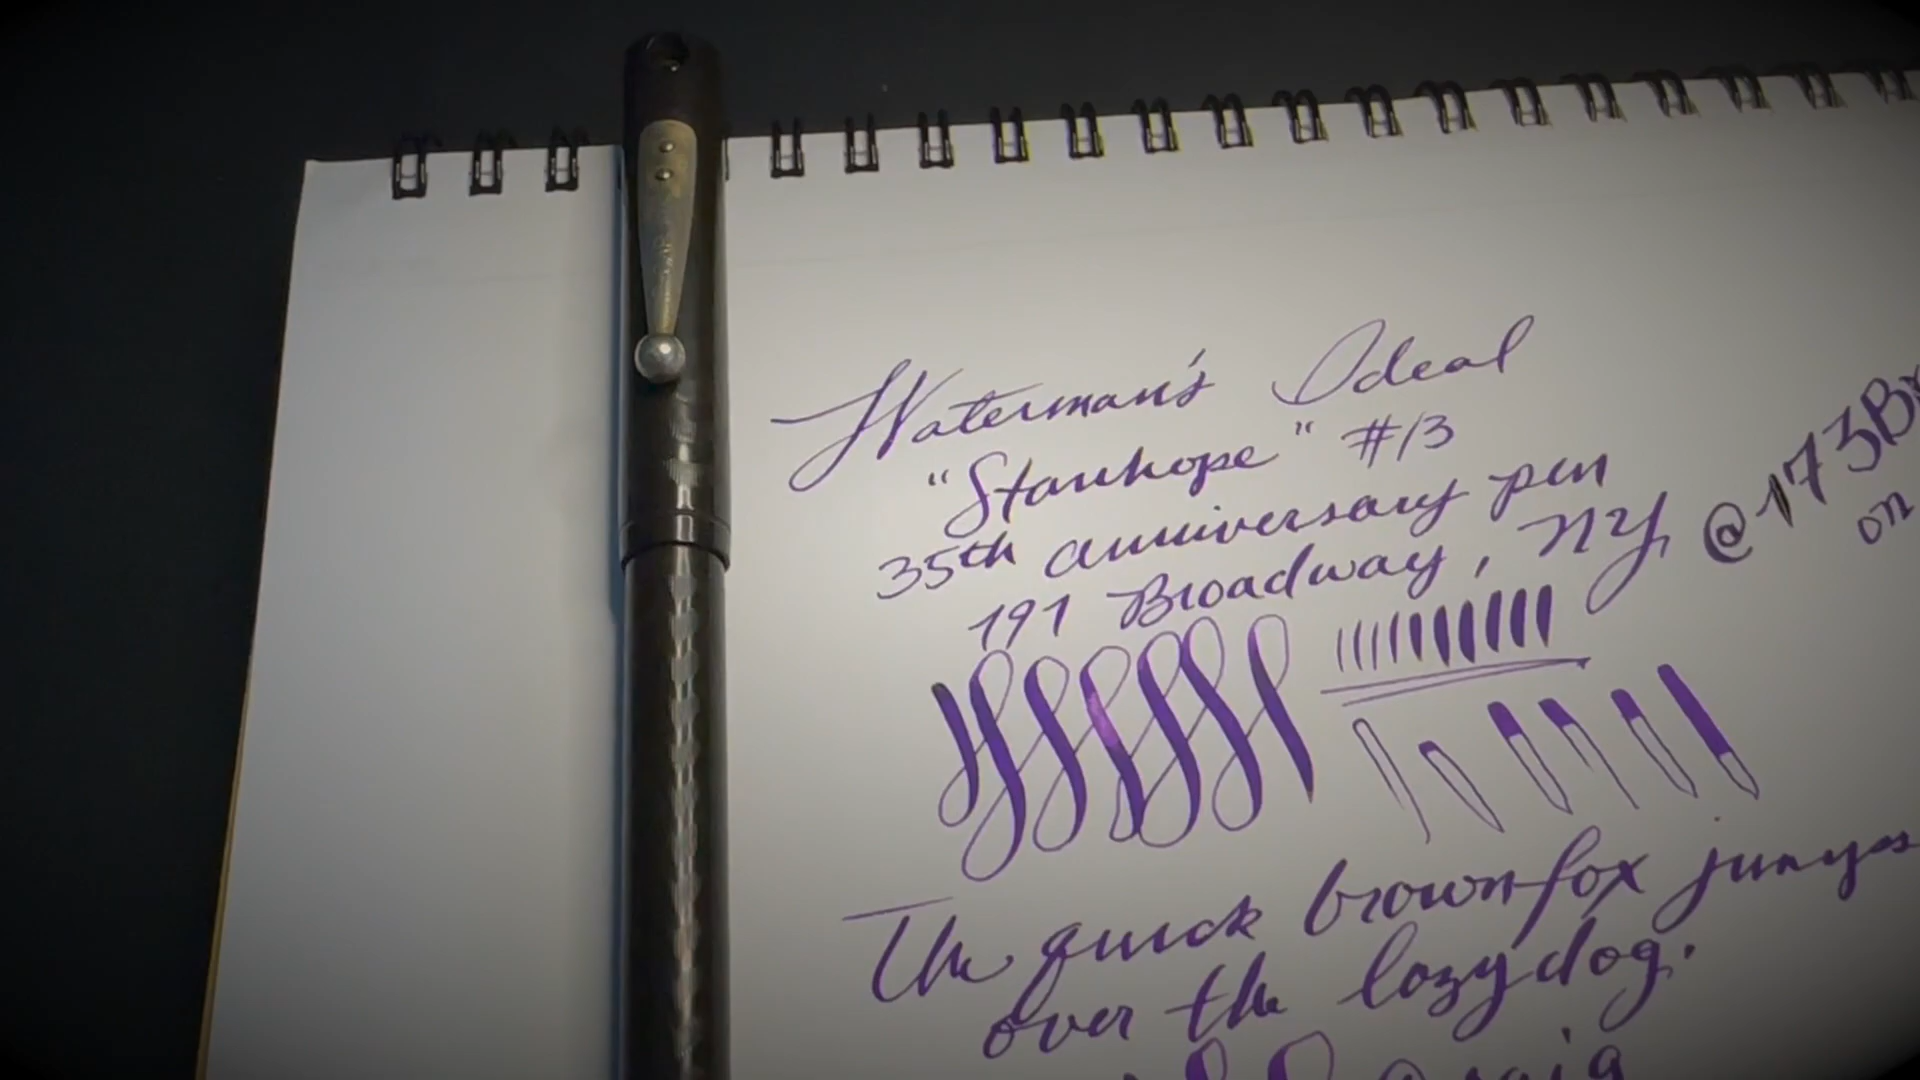 Waterman's Ideal
"Stanhope" #13
35th anniversary pen
191 Broadway, NY, @173Br
on
The quick brown fox jumps
over the lazy dog.